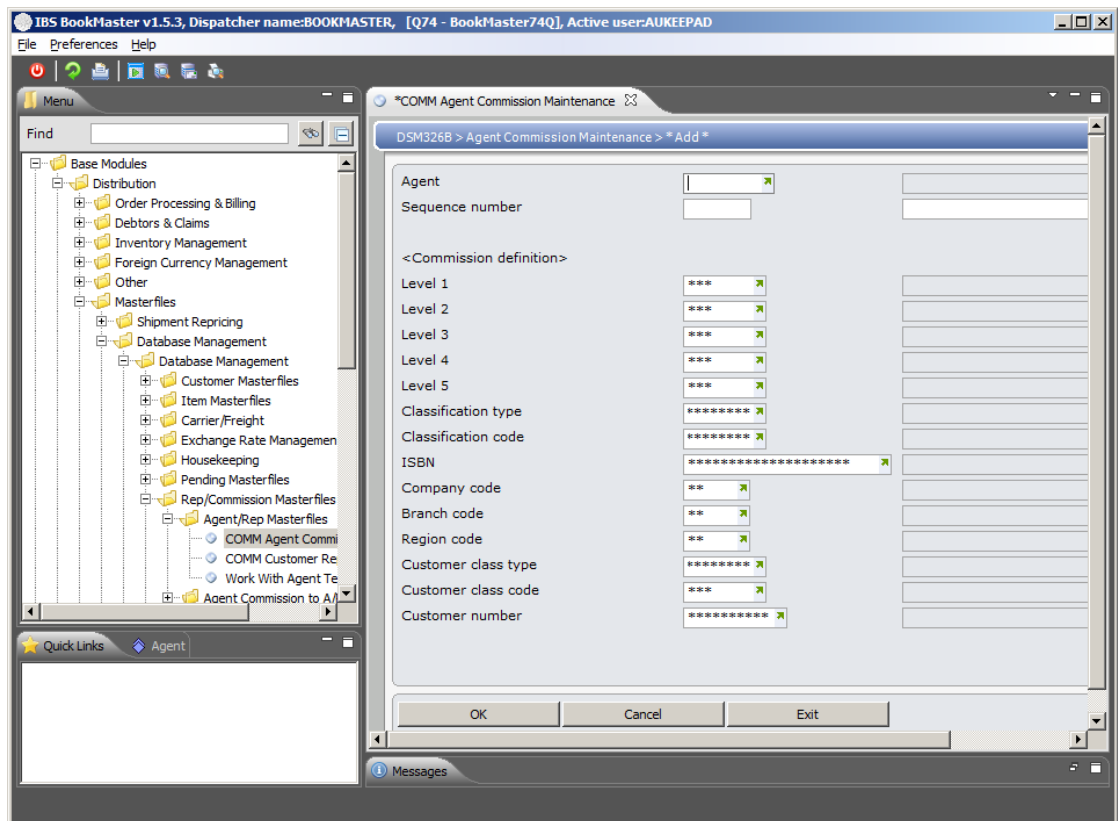 IBS BookMaster v1.5.3, Dispatcher name:BOOKMASTER, [Q74 - BookMaster74Q], Active user:AUKEEPAD
File Preferences Help
Menu
Find
Base Modules
Distribution
Order Processing & Billing
Debtors & Claims
Inventory Management
Foreign Currency Management
Other
Masterfiles
Shipment Repricing
Database Management
Database Management
Customer Masterfiles
Item Masterfiles
Carrier/Freight
Exchange Rate Managemen
Housekeeping
Pending Masterfiles
Rep/Commission Masterfiles
Agent/Rep Masterfiles
COMM Agent Commi
COMM Customer Re
Work With Agent Te
Agent Commission to A/
Quick Links Agent
*COMM Agent Commission Maintenance
DSM326B > Agent Commission Maintenance > * Add *
Agent
Sequence number
<Commission definition>
Level 1 ***
Level 2 ***
Level 3 ***
Level 4 ***
Level 5 ***
Classification type ********
Classification code ********
ISBN ********************
Company code **
Branch code **
Region code **
Customer class type ********
Customer class code ***
Customer number **********
OK Cancel Exit
Messages